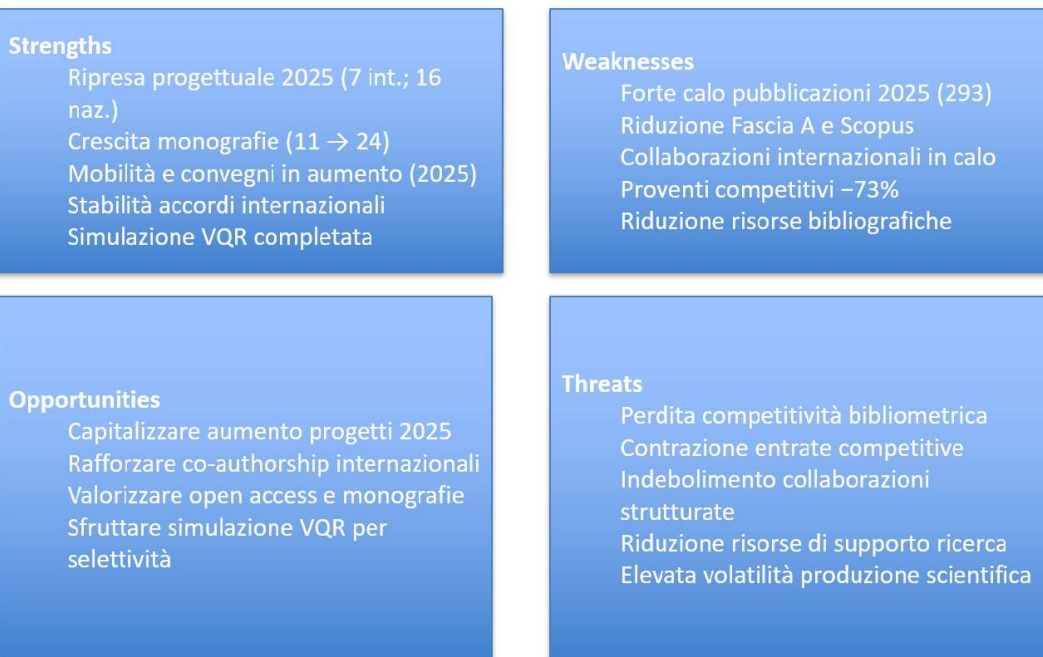 Strengths
Ripresa progettuale 2025 (7 int.; 16
naz.)
Crescita monografie (11 → 24)
Mobilità e convegni in aumento (2025)
Stabilità accordi internazionali
Simulazione VQR completata
Weaknesses
Forte calo pubblicazioni 2025 (293)
Riduzione Fascia A e Scopus
Collaborazioni internazionali in calo
Proventi competitivi −73%
Riduzione risorse bibliografiche
Opportunities
Capitalizzare aumento progetti 2025
Rafforzare co-authorship internazionali
Valorizzare open access e monografie
Sfruttare simulazione VQR per
selettività
Threats
Perdita competitività bibliometrica
Contrazione entrate competitive
Indebolimento collaborazioni
strutturate
Riduzione risorse di supporto ricerca
Elevata volatilità produzione scientifica